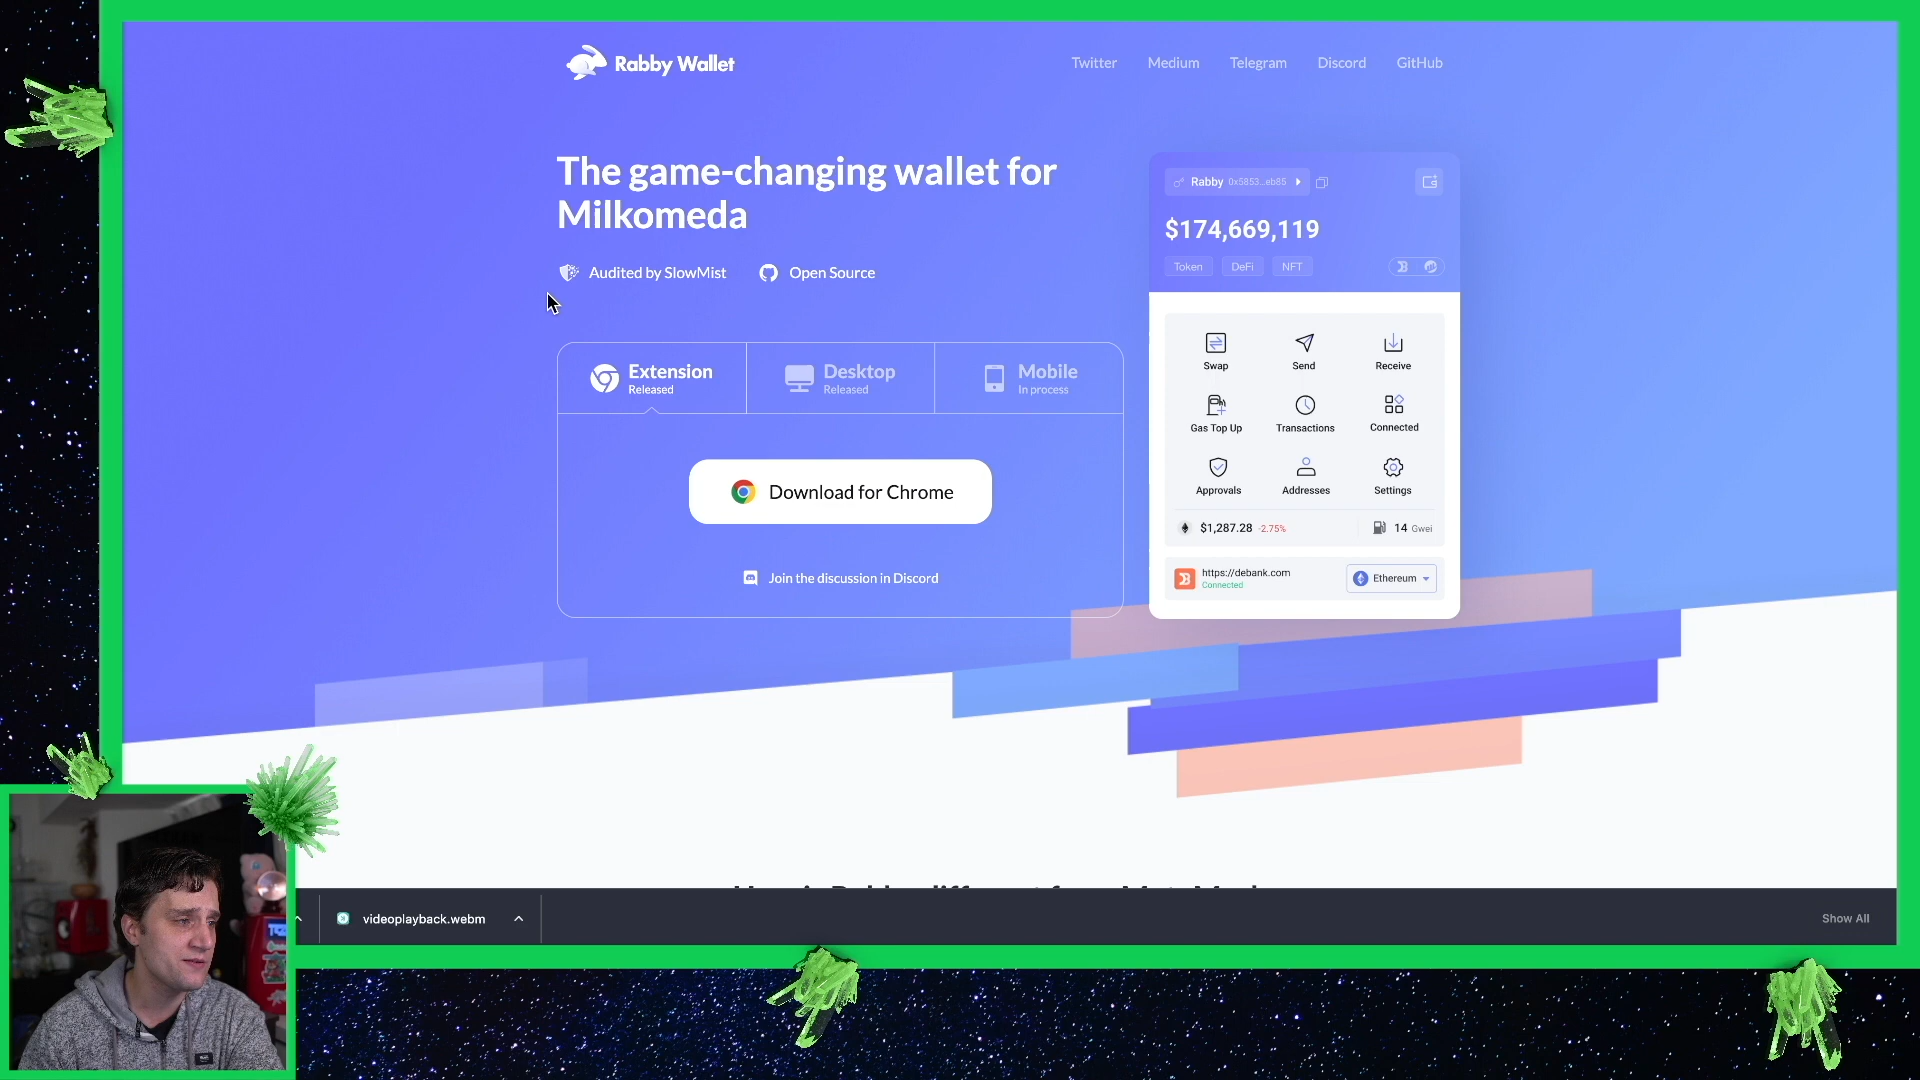 Rabby Wallet
Twitter
Medium
Telegram
Discord
GitHub
The game-changing wallet for
Milkomeda
Audited by SlowMist
Open Source
Extension
Released
Desktop
Released
Mobile
In process
Download for Chrome
Join the discussion in Discord
Rabby 0x5853...eb85
$174,669,119
Token
DeFi
NFT
Swap
Send
Receive
Gas Top Up
Transactions
Connected
Approvals
Addresses
Settings
$1,287.28 -2.75%
14 Gwei
https://debank.com
Connected
Ethereum
videoplayback.webm
Show All